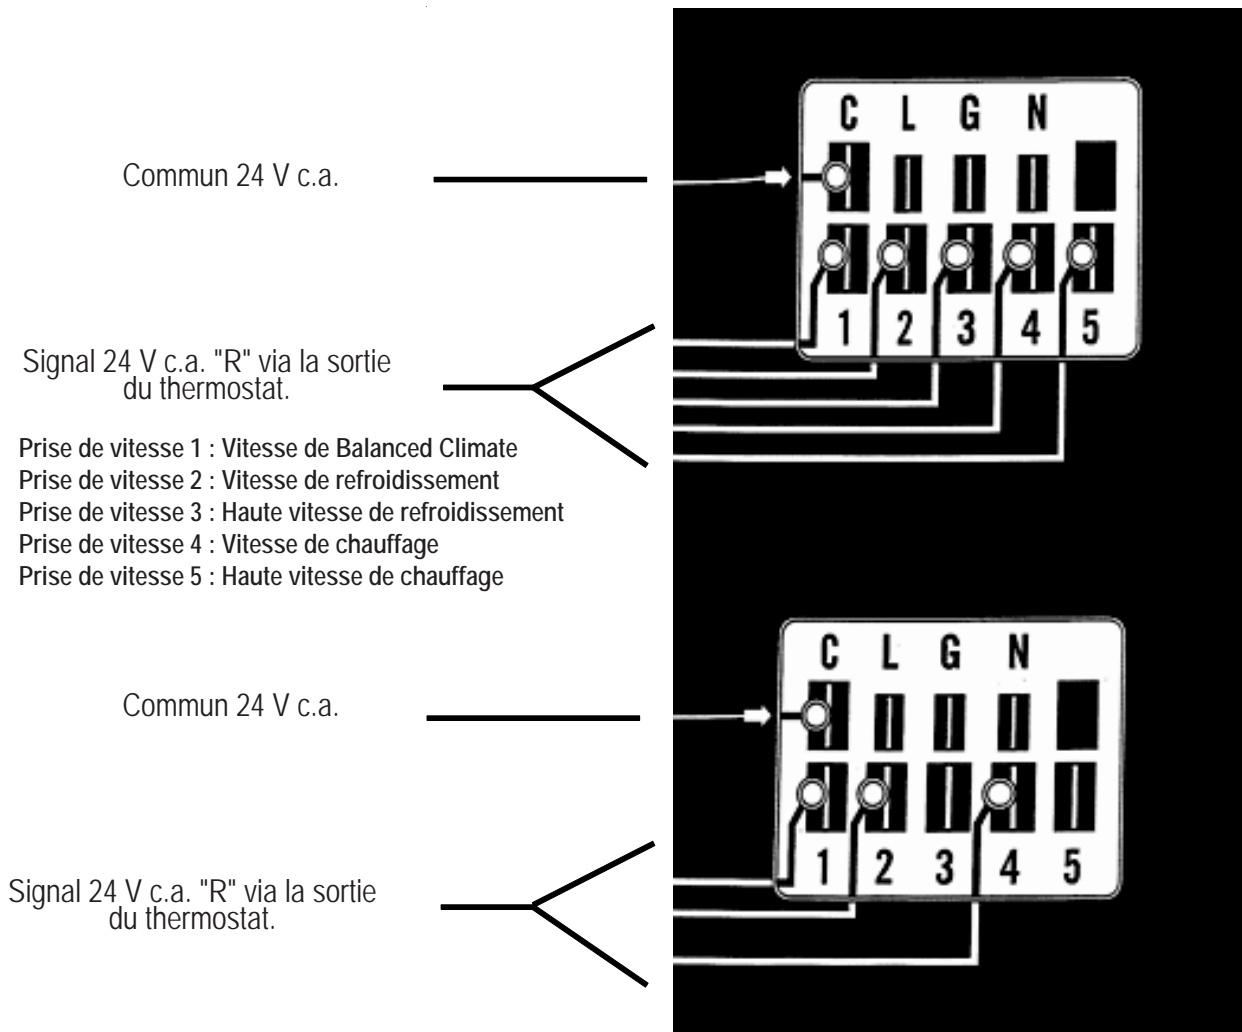 C L G N
Commun 24 V c.a.
1 2 3 4 5
Signal 24 V c.a. "R" via la sortie
du thermostat.
Prise de vitesse 1 : Vitesse de Balanced Climate
Prise de vitesse 2 : Vitesse de refroidissement
Prise de vitesse 3 : Haute vitesse de refroidissement
Prise de vitesse 4 : Vitesse de chauffage
Prise de vitesse 5 : Haute vitesse de chauffage
C L G N
Commun 24 V c.a.
1 2 3 4 5
Signal 24 V c.a. "R" via la sortie
du thermostat.